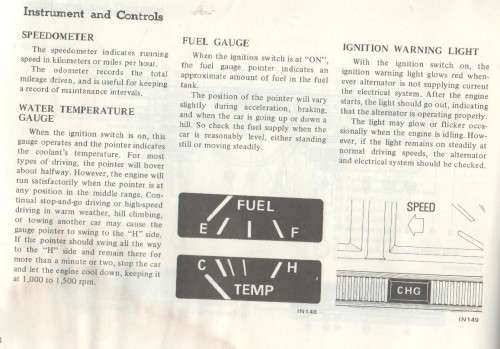 Instrument and Controls
SPEEDOMETER
The speedometer indicates running
speed in kilometers or miles per hour.
The odometer records the total
mileage driven, and is useful for keeping
a record of maintenance intervals.
WATER TEMPERATURE
GAUGE
When the ignition switch is on, this
gauge operates and the pointer indicates
the coolant's temperature. For most
types of driving, the pointer will hover
about halfway. However, the engine will
run satisfactorily when the pointer is at
any position in the middle range. Con-
tinual stop-and-go driving or high-speed
driving in warm weather, hill climbing,
or towing another car may cause the
gauge pointer to swing to the "H" side.
If the pointer should swing all the way
to the "H" side and remain there for
more than a minute or two, stop the car
and let the engine cool down, keeping it
at 1,000 to 1,500 rpm.
FUEL GAUGE
When the ignition switch is at "ON",
the fuel gauge pointer indicates an
approximate amount of fuel in the fuel
tank.
The position of the pointer will vary
slightly during acceleration, braking,
and when the car is going up or down a
hill. So check the fuel supply when the
car is reasonably level, either standing
still or moving steadily.
FUEL
E F
C H
TEMP
IN148
IGNITION WARNING LIGHT
With the ignition switch on, the
ignition warning light glows red when-
ever alternator is not supplying current
the electrical system. After the engine
starts, the light should go out, indicating
that the alternator is operating properly.
The light may glow or flicker occa-
sionally when the engine is idling. How-
ever, if the light remains on steadily at
normal driving speeds, the alternator
and electrical system should be checked.
SPEED
CHG
IN149